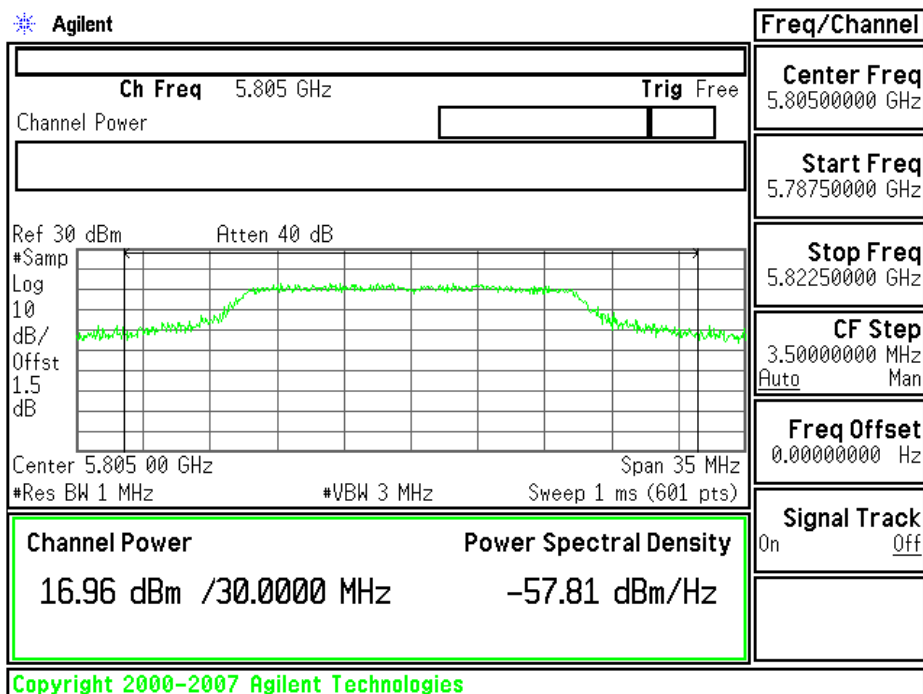 Agilent
Freq/Channel
Ch Freq 5.805 GHz Trig Free
Channel Power
Ref 30 dBm Atten 40 dB
#Samp
Log
10
dB/
Offst
1.5
dB
Center 5.805 00 GHz Span 35 MHz
#Res BW 1 MHz #VBW 3 MHz Sweep 1 ms (601 pts)
Channel Power Power Spectral Density
16.96 dBm /30.0000 MHz -57.81 dBm/Hz
Copyright 2000-2007 Agilent Technologies
Center Freq
5.80500000 GHz
Start Freq
5.78750000 GHz
Stop Freq
5.82250000 GHz
CF Step
3.50000000 MHz
Auto Man
Freq Offset
0.00000000 Hz
Signal Track
On Off